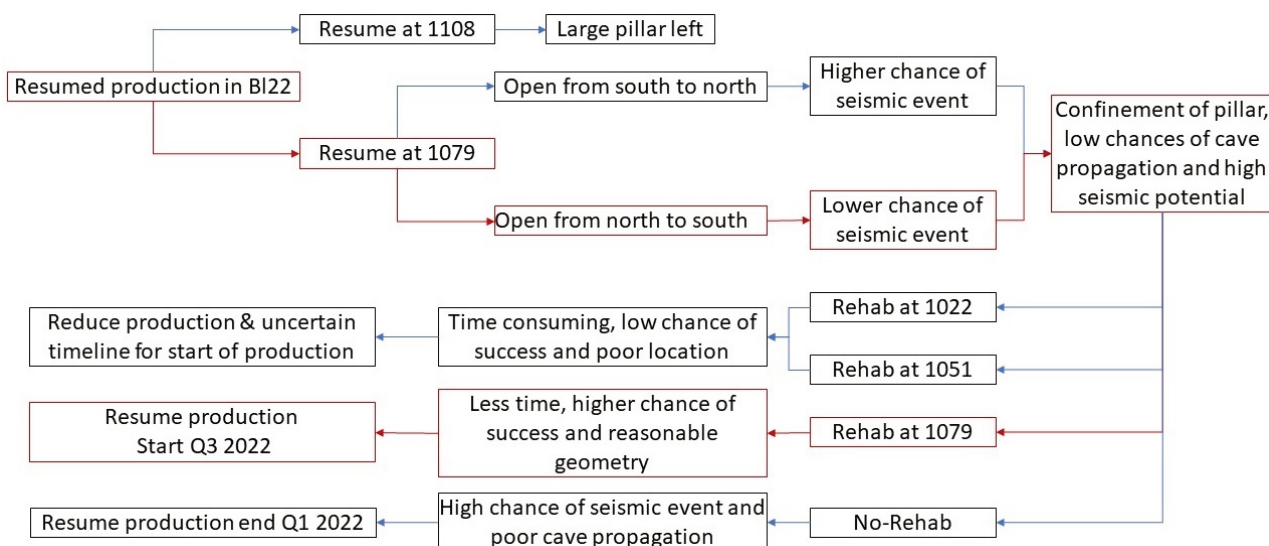 Resume at 1108
Large pillar left
Resumed production in Bl22
Open from south to north
Higher chance of
seismic event
Confinement of pillar,
low chances of cave
propagation and high
seismic potential
Resume at 1079
Open from north to south
Lower chance of
seismic event
Reduce production & uncertain
timeline for start of production
Time consuming, low chance of
success and poor location
Rehab at 1022
Rehab at 1051
Resume production
Start Q3 2022
Less time, higher chance of
success and reasonable
geometry
Rehab at 1079
Resume production end Q1 2022
High chance of seismic event and
poor cave propagation
No-Rehab